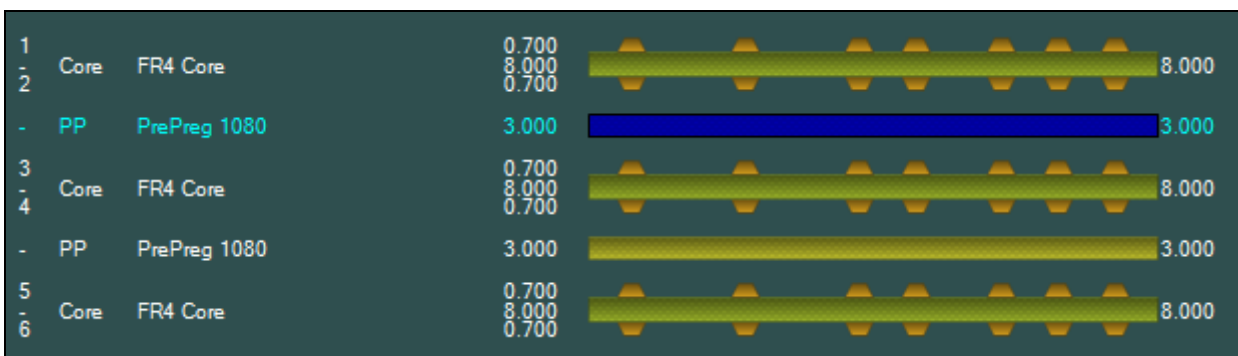 1 0.700
- Core FR4 Core 8.000 8.000
2 0.700
- PP PrePreg 1080 3.000 3.000
3 0.700
- Core FR4 Core 8.000 8.000
4 0.700
- PP PrePreg 1080 3.000 3.000
5 0.700
- Core FR4 Core 8.000 8.000
6 0.700